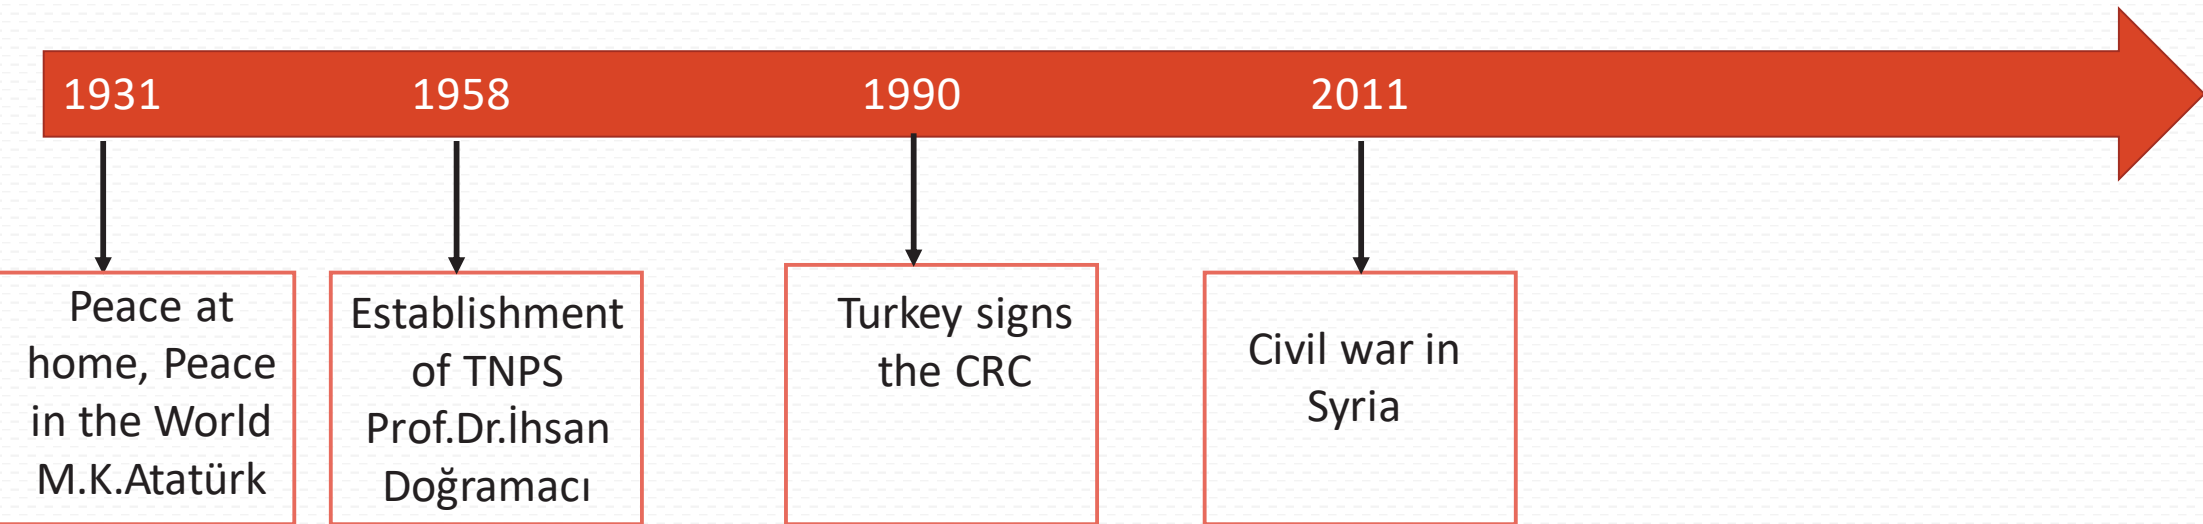 1931 1958 1990 2011
Peace at
home, Peace
in the World
M.K.Atatürk
Establishment
of TNPS
Prof.Dr.İhsan
Doğramacı
Turkey signs
the CRC
Civil war in
Syria